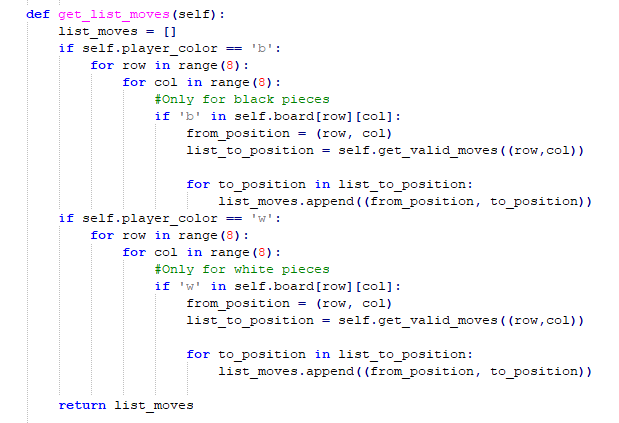 def get_list_moves(self):
    list_moves = []
    if self.player_color == 'b':
        for row in range(8):
            for col in range(8):
                #Only for black pieces
                if 'b' in self.board[row][col]:
                    from_position = (row, col)
                    list_to_position = self.get_valid_moves((row,col))

                    for to_position in list_to_position:
                        list_moves.append((from_position, to_position))
    if self.player_color == 'w':
        for row in range(8):
            for col in range(8):
                #Only for white pieces
                if 'w' in self.board[row][col]:
                    from_position = (row, col)
                    list_to_position = self.get_valid_moves((row,col))

                    for to_position in list_to_position:
                        list_moves.append((from_position, to_position))

    return list_moves